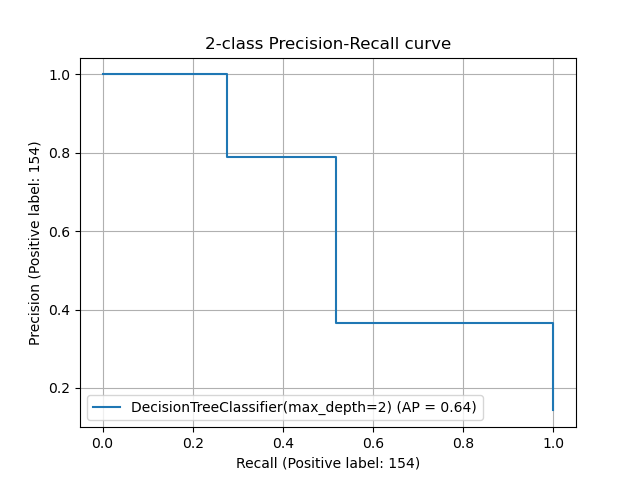 2-class Precision-Recall curve
Precision (Positive label: 154)
1.0
0.8
0.6
0.4
0.2
DecisionTreeClassifier(max_depth=2) (AP = 0.64)
0.0 0.2 0.4 0.6 0.8 1.0
Recall (Positive label: 154)